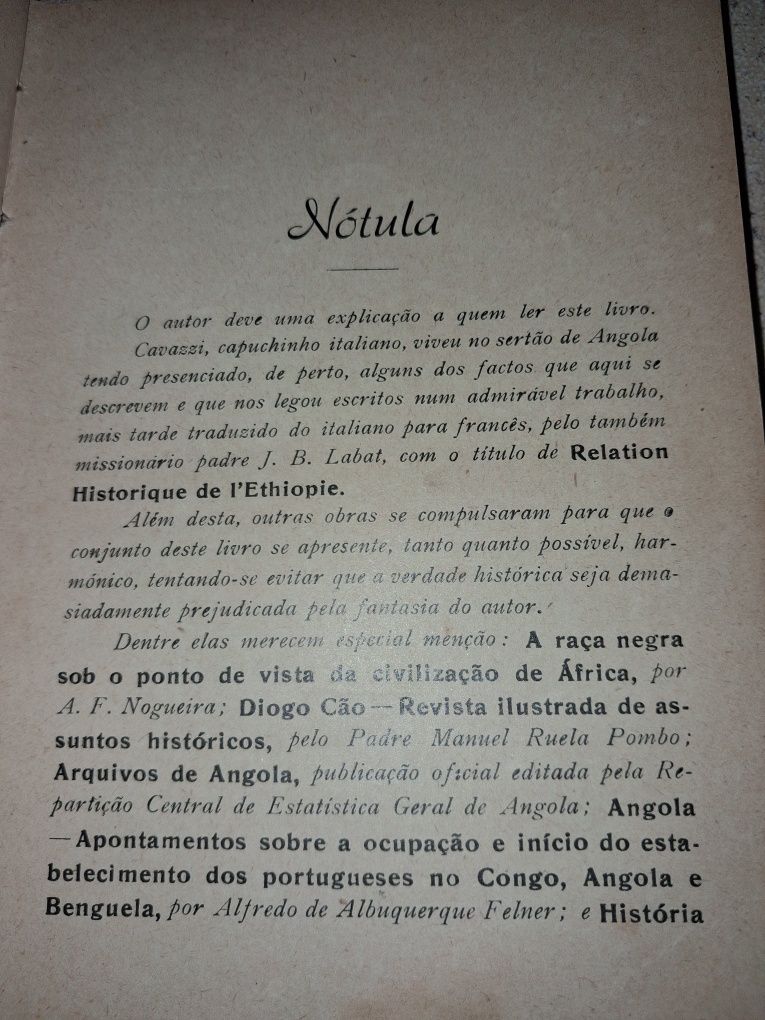 Nótula
O autor deve uma explicação a quem ler este livro.
Cavazzi, capuchinho italiano, viveu no sertão de Angola
tendo presenciado, de perto, alguns dos factos que aqui se
descrevem e que nos legou escritos num admirável trabalho,
mais tarde traduzido do italiano para francês, pelo também
missionário padre J. B. Labat, com o título de Relation
Historique de l'Ethiopie.
Além desta, outras obras se compulsaram para que o
conjunto deste livro se apresente, tanto quanto possível, har-
mónico, tentando-se evitar que a verdade histórica seja dema-
siadamente prejudicada pela fantasia do autor.
Dentre elas merecem especial menção: A raça negra
sob o ponto de vista da civilização de África, por
A. F. Nogueira; Diogo Cão — Revista ilustrada de as-
suntos históricos, pelo Padre Manuel Ruela Pombo;
Arquivos de Angola, publicação oficial editada pela Re-
partição Central de Estatística Geral de Angola; Angola
— Apontamentos sobre a ocupação e início do esta-
belecimento dos portugueses no Congo, Angola e
Benguela, por Alfredo de Albuquerque Felner; e História